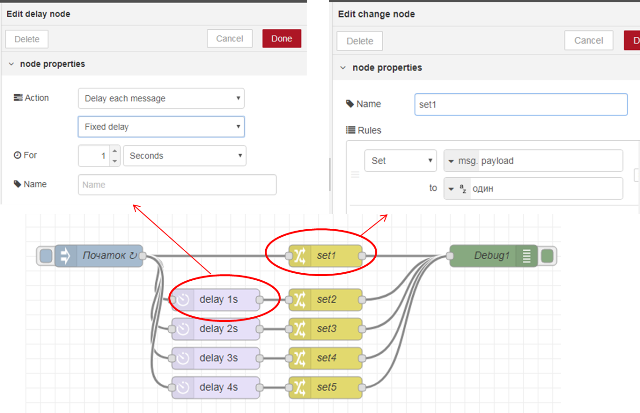 Edit delay node
Delete
Cancel
Done
node properties
Action
Delay each message
Fixed delay
For
1
Seconds
Name
Name
Edit change node
Delete
Cancel
D
node properties
Name
set1
Rules
Set
msg. payload
to
a z
один
Початок ↻
set1
Debug1
delay 1s
set2
delay 2s
set3
delay 3s
set4
delay 4s
set5